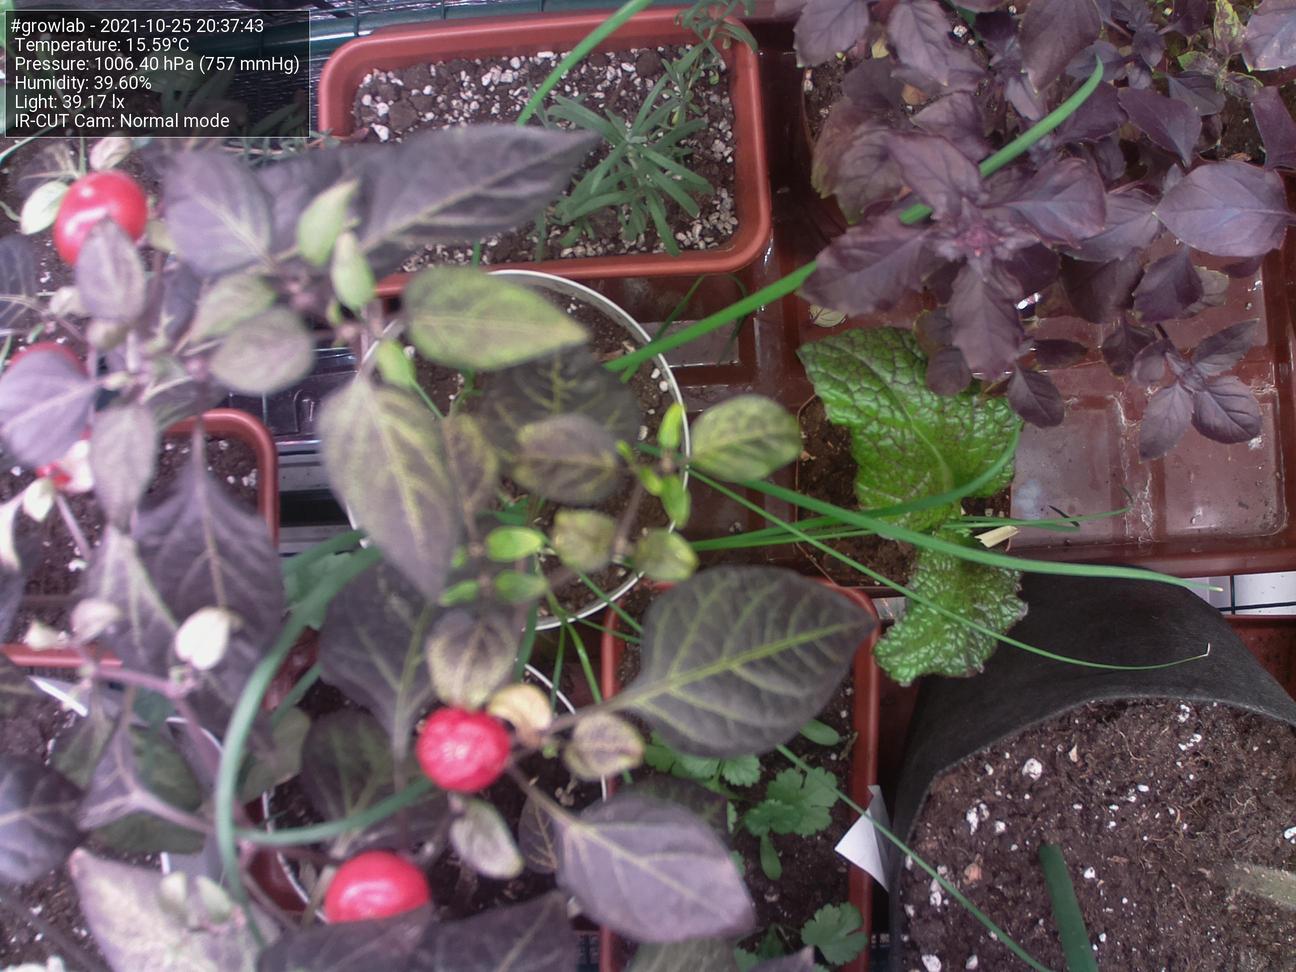 #growlab - 2021-10-25 20:37:43
Temperature: 15.59°C
Pressure: 1006.40 hPa (757 mmHg)
Humidity: 39.60%
Light: 39.17 lx
IR-CUT Cam: Normal mode